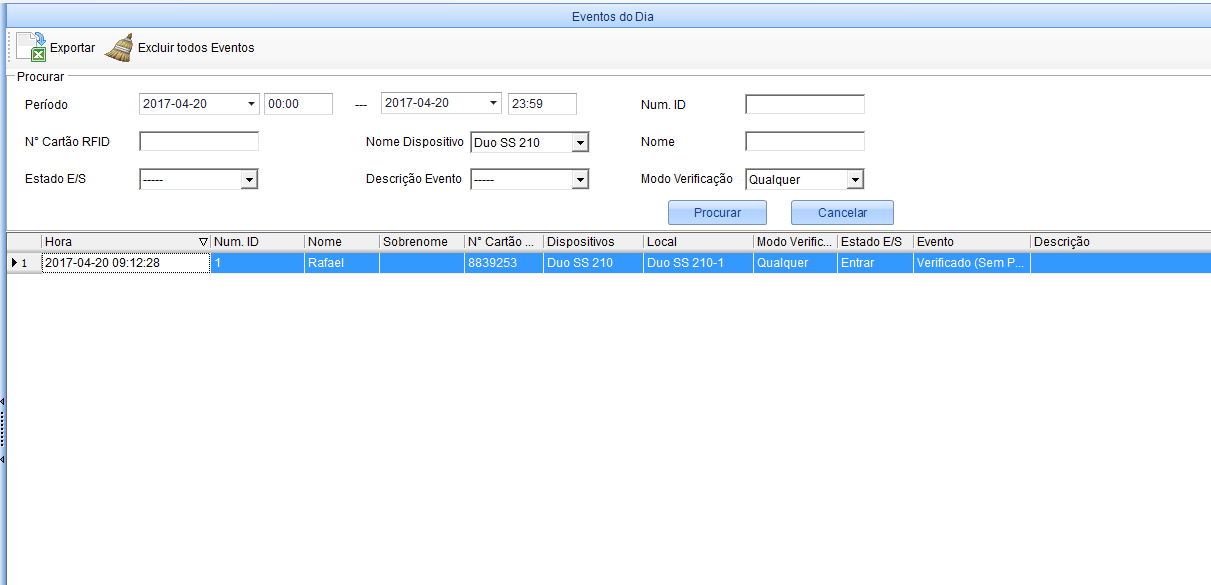 Eventos do Dia
Exportar Excluir todos Eventos
Procurar
Período 2017-04-20 00:00 --- 2017-04-20 23:59 Num. ID
N° Cartão RFID Nome Dispositivo Duo SS 210 Nome
Estado E/S ----- Descrição Evento ----- Modo Verificação Qualquer
Procurar Cancelar
Hora Num. ID Nome Sobrenome N° Cartão ... Dispositivos Local Modo Verific... Estado E/S Evento Descrição
1 2017-04-20 09:12:28 1 Rafael 8839253 Duo SS 210 Duo SS 210-1 Qualquer Entrar Verificado (Sem P...